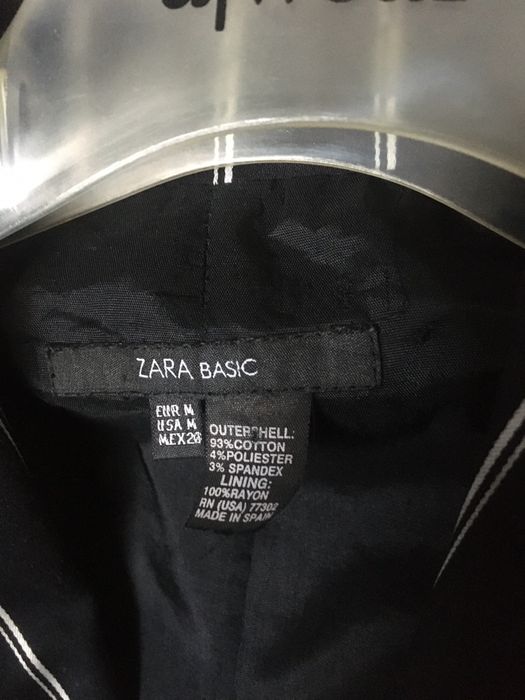 ZARA BASIC
EUR M
USA M
MEX 28
OUTERSHELL:
93%COTTON
4%POLIESTER
3% SPANDEX
LINING:
100%RAYON
RN (USA) 77302
MADE IN SPAIN